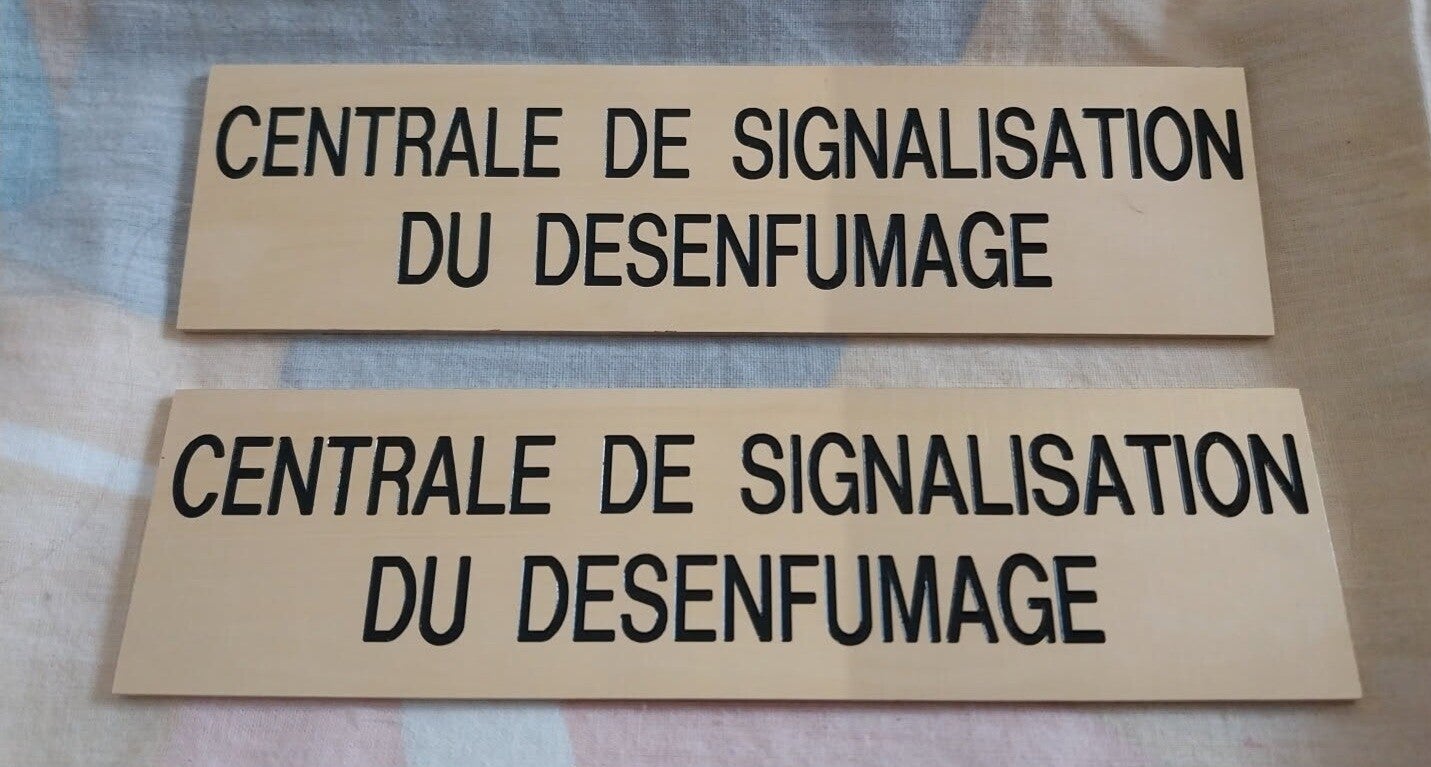 CENTRALE DE SIGNALISATION
DU DESENFUMAGE
CENTRALE DE SIGNALISATION
DU DESENFUMAGE